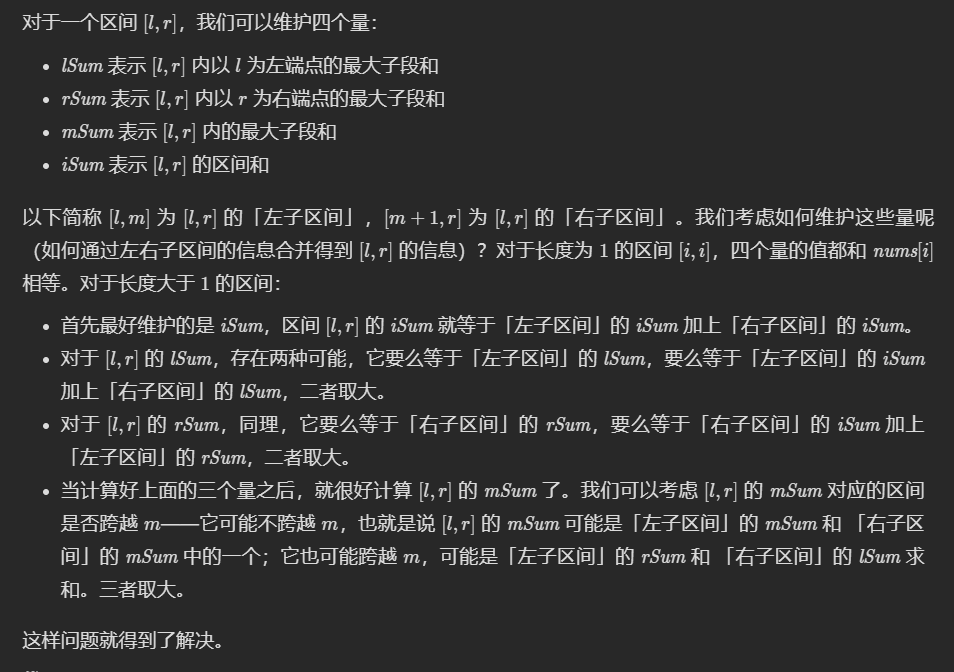 对于一个区间 [l, r]，我们可以维护四个量：
• lSum 表示 [l, r] 内以 l 为左端点的最大子段和
• rSum 表示 [l, r] 内以 r 为右端点的最大子段和
• mSum 表示 [l, r] 内的最大子段和
• iSum 表示 [l, r] 的区间和
以下简称 [l, m] 为 [l, r] 的「左子区间」，[m + 1, r] 为 [l, r] 的「右子区间」。我们考虑如何维护这些量呢
（如何通过左右子区间的信息合并得到 [l, r] 的信息）？对于长度为 1 的区间 [i, i]，四个量的值都和 nums[i]
相等。对于长度大于 1 的区间：
• 首先最好维护的是 iSum，区间 [l, r] 的 iSum 就等于「左子区间」的 iSum 加上「右子区间」的 iSum。
• 对于 [l, r] 的 lSum，存在两种可能，它要么等于「左子区间」的 lSum，要么等于「左子区间」的 iSum
加上「右子区间」的 lSum，二者取大。
• 对于 [l, r] 的 rSum，同理，它要么等于「右子区间」的 rSum，要么等于「右子区间」的 iSum 加上
「左子区间」的 rSum，二者取大。
• 当计算好上面的三个量之后，就很好计算 [l, r] 的 mSum 了。我们可以考虑 [l, r] 的 mSum 对应的区间
是否跨越 m——它可能不跨越 m，也就是说 [l, r] 的 mSum 可能是「左子区间」的 mSum 和 「右子区
间」的 mSum 中的一个；它也可能跨越 m，可能是「左子区间」的 rSum 和 「右子区间」的 lSum 求
和。三者取大。
这样问题就得到了解决。